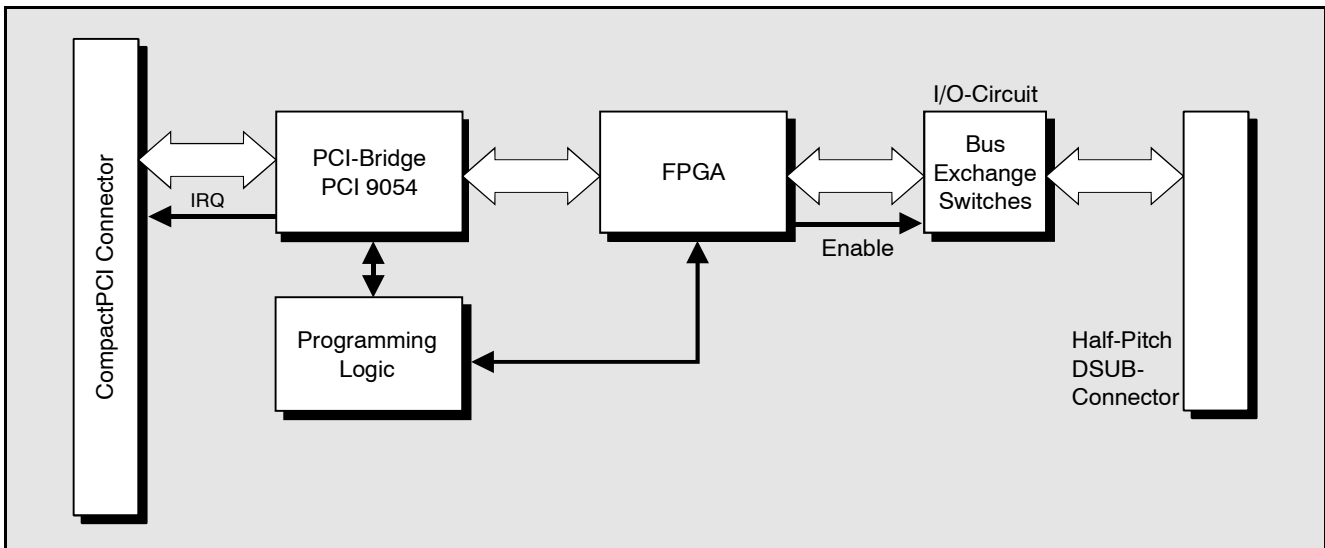 CompactPCI Connector
IRQ
PCI-Bridge
PCI 9054
Programming
Logic
FPGA
Enable
I/O-Circuit
Bus
Exchange
Switches
Half-Pitch
DSUB-
Connector